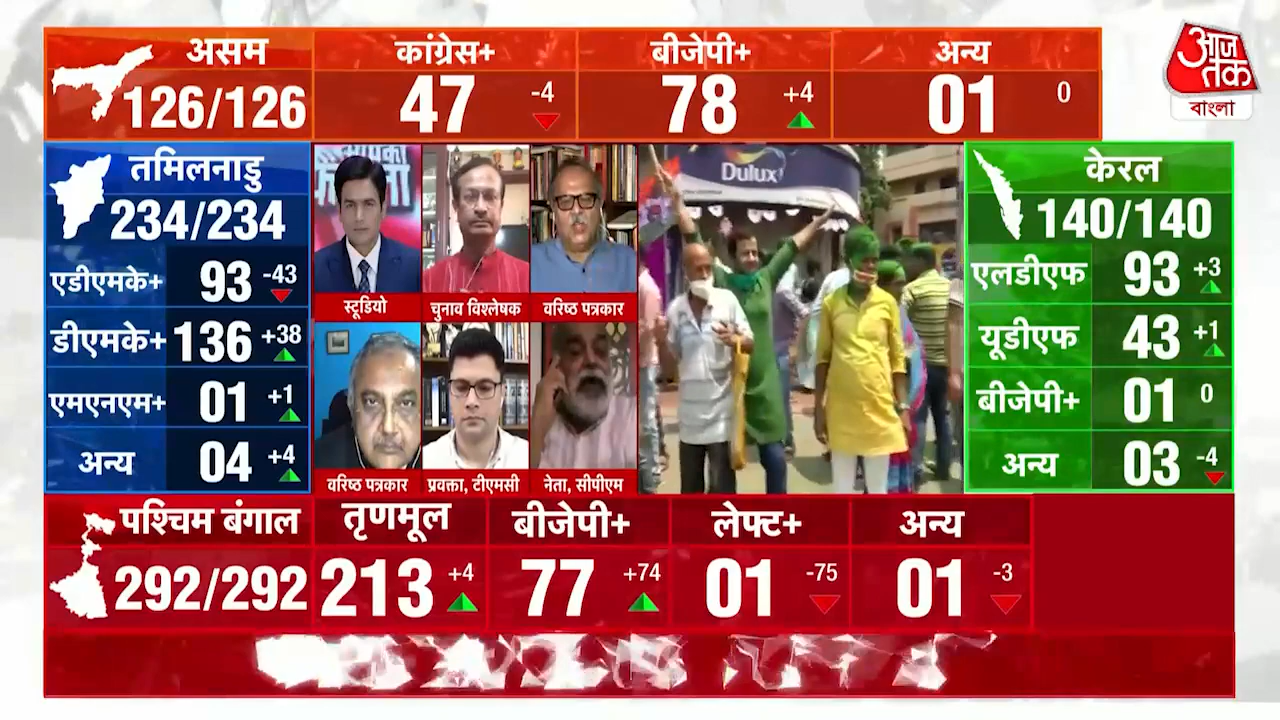 असम
126/126
कांग्रेस+
47 -4
बीजेपी+
78 +4
अन्य
01 0
आज
तक
বাংলা
तमिलनाडु
234/234
एडीएमके+ 93 -43
डीएमके+ 136 +38
एमएनएम+ 01 +1
अन्य 04 +4
स्टूडियो
चुनाव विश्लेषक
वरिष्ठ पत्रकार
वरिष्ठ पत्रकार
प्रवक्ता, टीएमसी
नेता, सीपीएम
Dulux
केरल
140/140
एलडीएफ 93 +3
यूडीएफ 43 +1
बीजेपी+ 01 0
अन्य 03 -4
पश्चिम बंगाल
292/292
तृणमूल
213 +4
बीजेपी+
77 +74
लेफ्ट+
01 -75
अन्य
01 -3